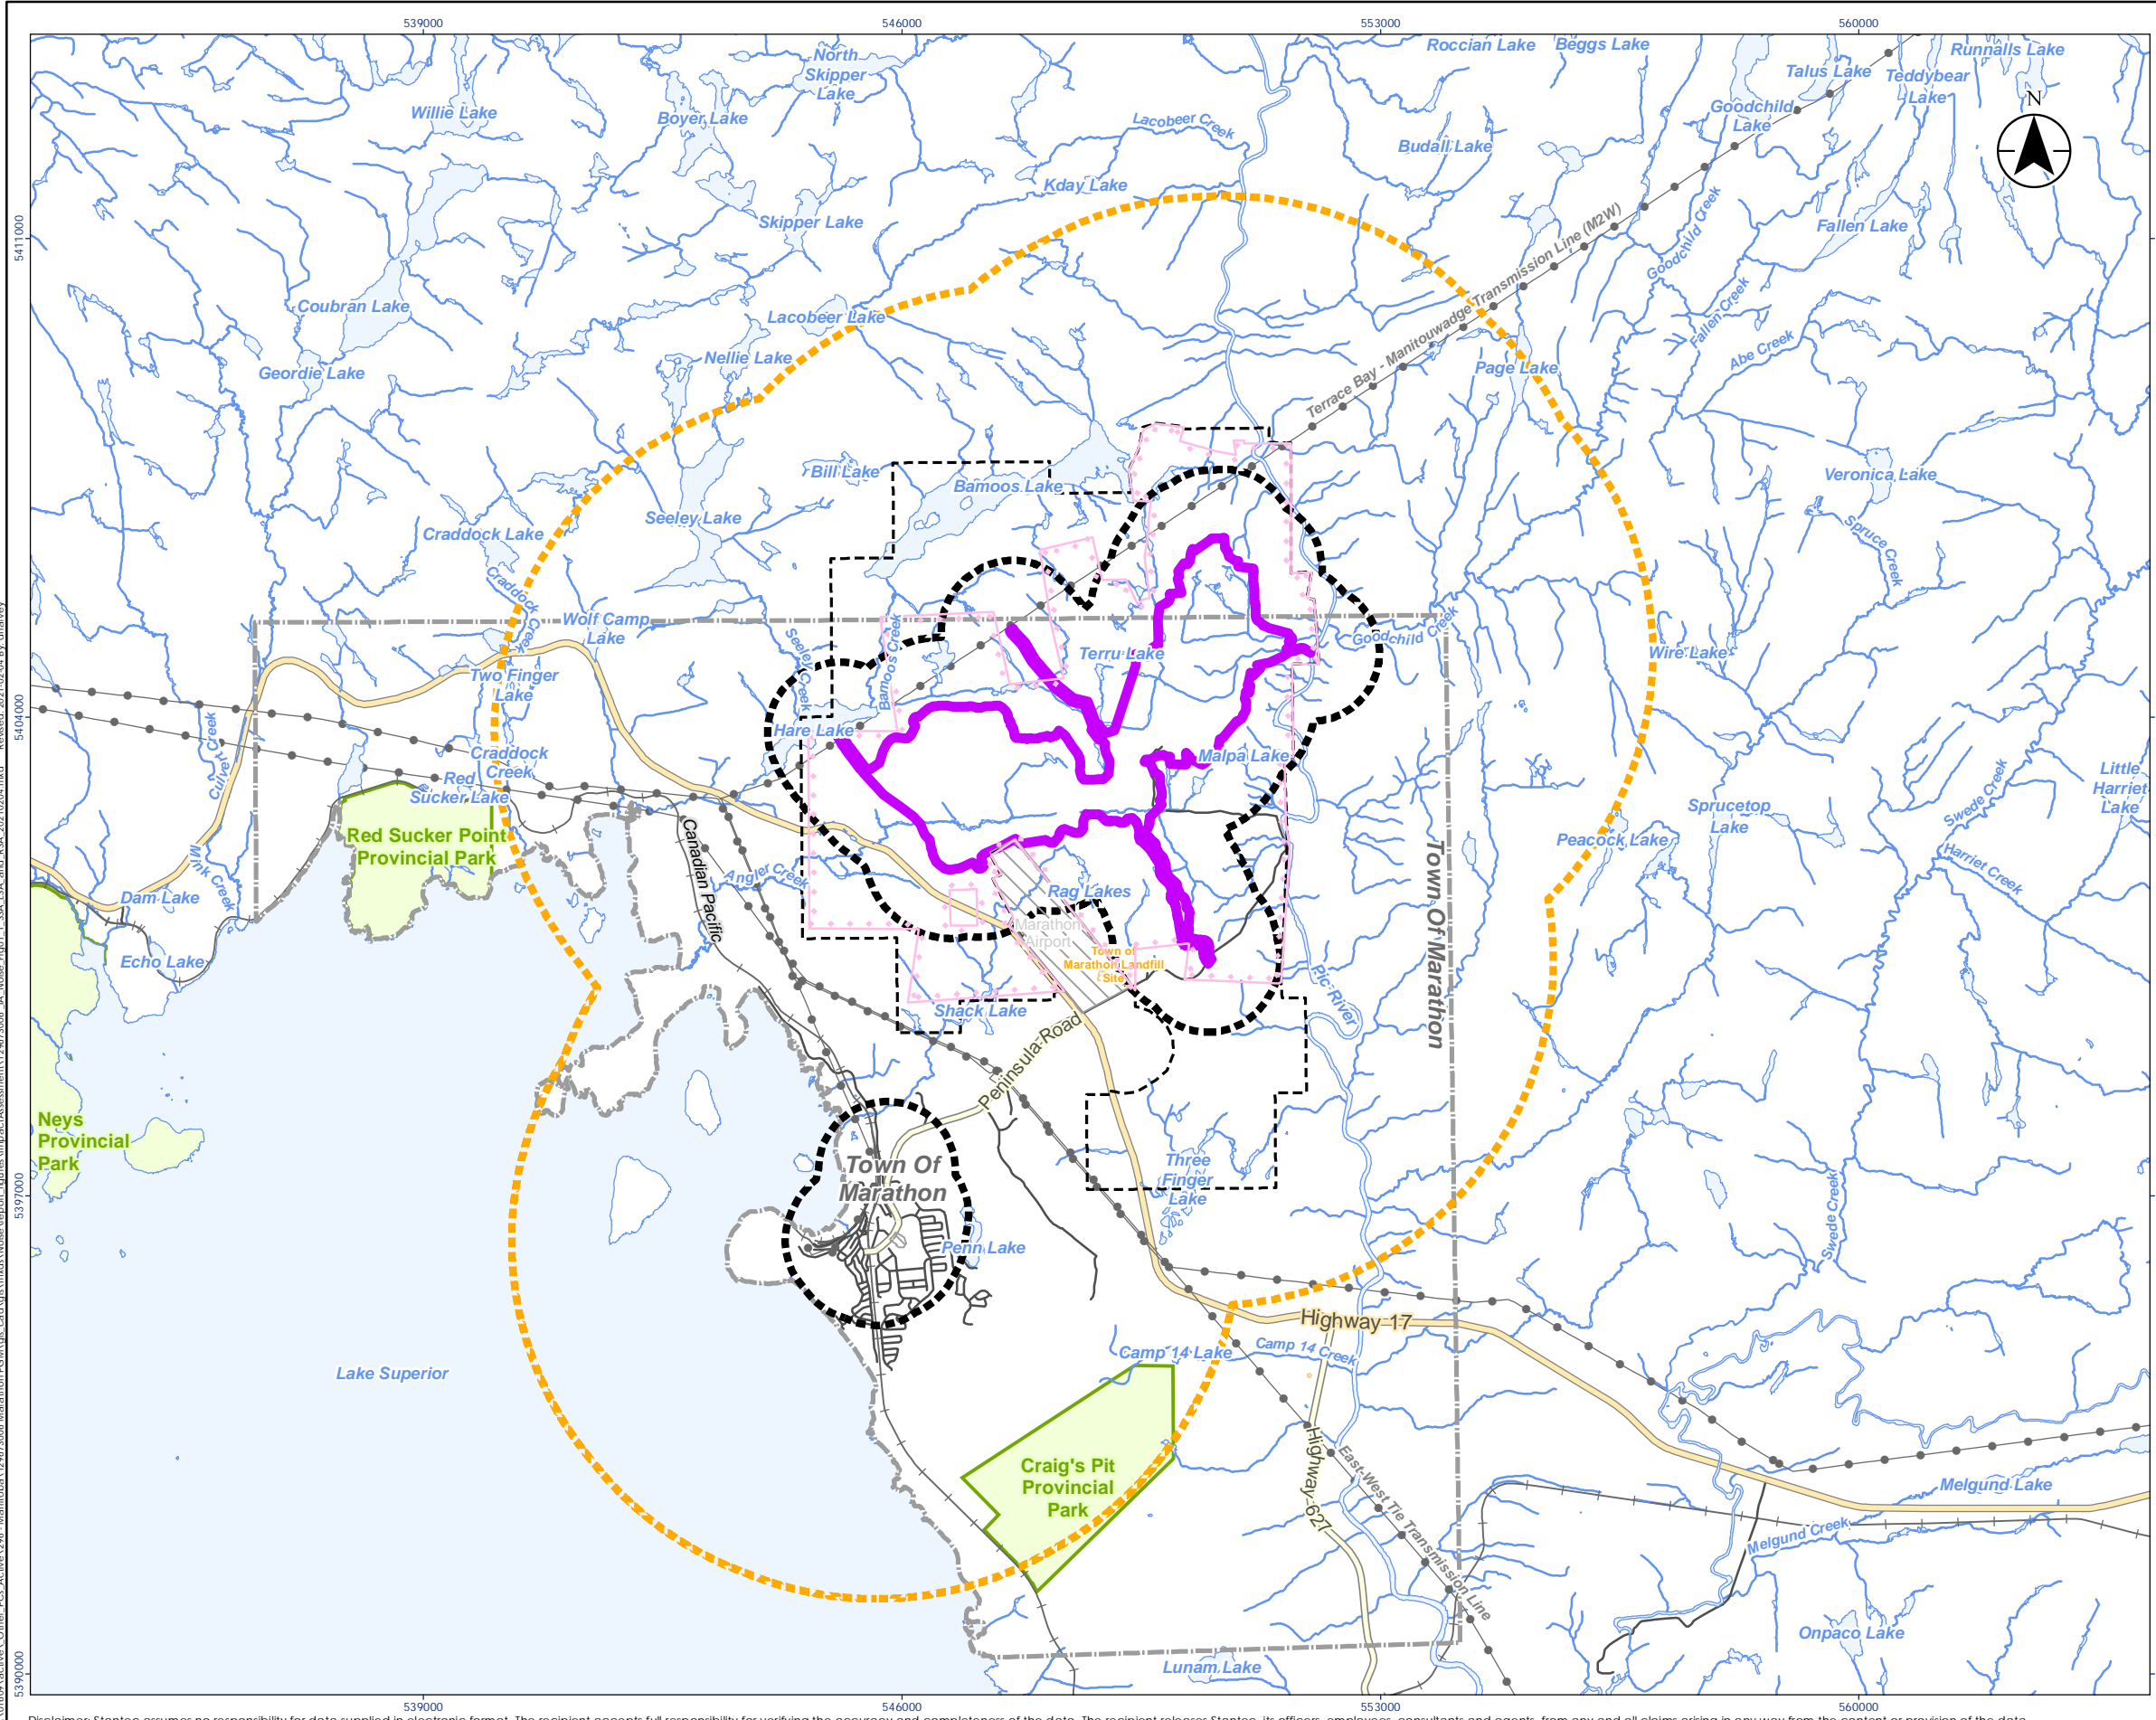 539000
546000
553000
560000
Roccian Lake
Beggs Lake
Runnalls Lake
North
Skipper
Lake
Talus Lake
Teddybear
Lake
Willie Lake
Boyer Lake
Goodchild
Lake
N
Lacobeer Creek
Budall Lake
Kday Lake
Skipper Lake
Fallen Lake
5411000
Goodchild Creek
Terrace Bay - Manitouwadge Transmission Line (M2W)
Coubran Lake
Lacobeer Lake
Fallen Creek
Abe Creek
Nellie Lake
Geordie Lake
Page Lake
Bill Lake
Bamoos Lake
Veronica Lake
Seeley Lake
Craddock Lake
Spruce Creek
Craddock Creek
Wolf Camp
Lake
Seeley Creek
Bamoos Creek
Terru Lake
Goodchild Creek
Wire Lake
Two Finger
Lake
5404000
Culvert Creek
Hare Lake
Malpa Lake
Craddock
Creek
Red
Sucker Lake
Little
Harriet
Lake
Swede Creek
Sprucetop
Lake
Red Sucker Point
Provincial Park
Peacock Lake
Canadian Pacific
Mink Creek
Angler Creek
Rag Lakes
Harriet Creek
Dam Lake
Marathon
Airport
Town of
Marathon Landfill
Site
Town Of Marathon
Echo Lake
Pic River
Shack Lake
Peninsula Road
Neys
Provincial
Park
Town Of
Marathon
Three
Finger
Lake
5397000
Swede Creek
Penn Lake
Highway 17
Camp 14 Lake
Camp 14 Creek
Lake Superior
Craig's Pit
Provincial
Park
Highway 627
East-West Tie Transmission Line
Melgund Lake
Melgund Creek
Onpaco Lake
Lunam Lake
5390000
539000
546000
553000
560000